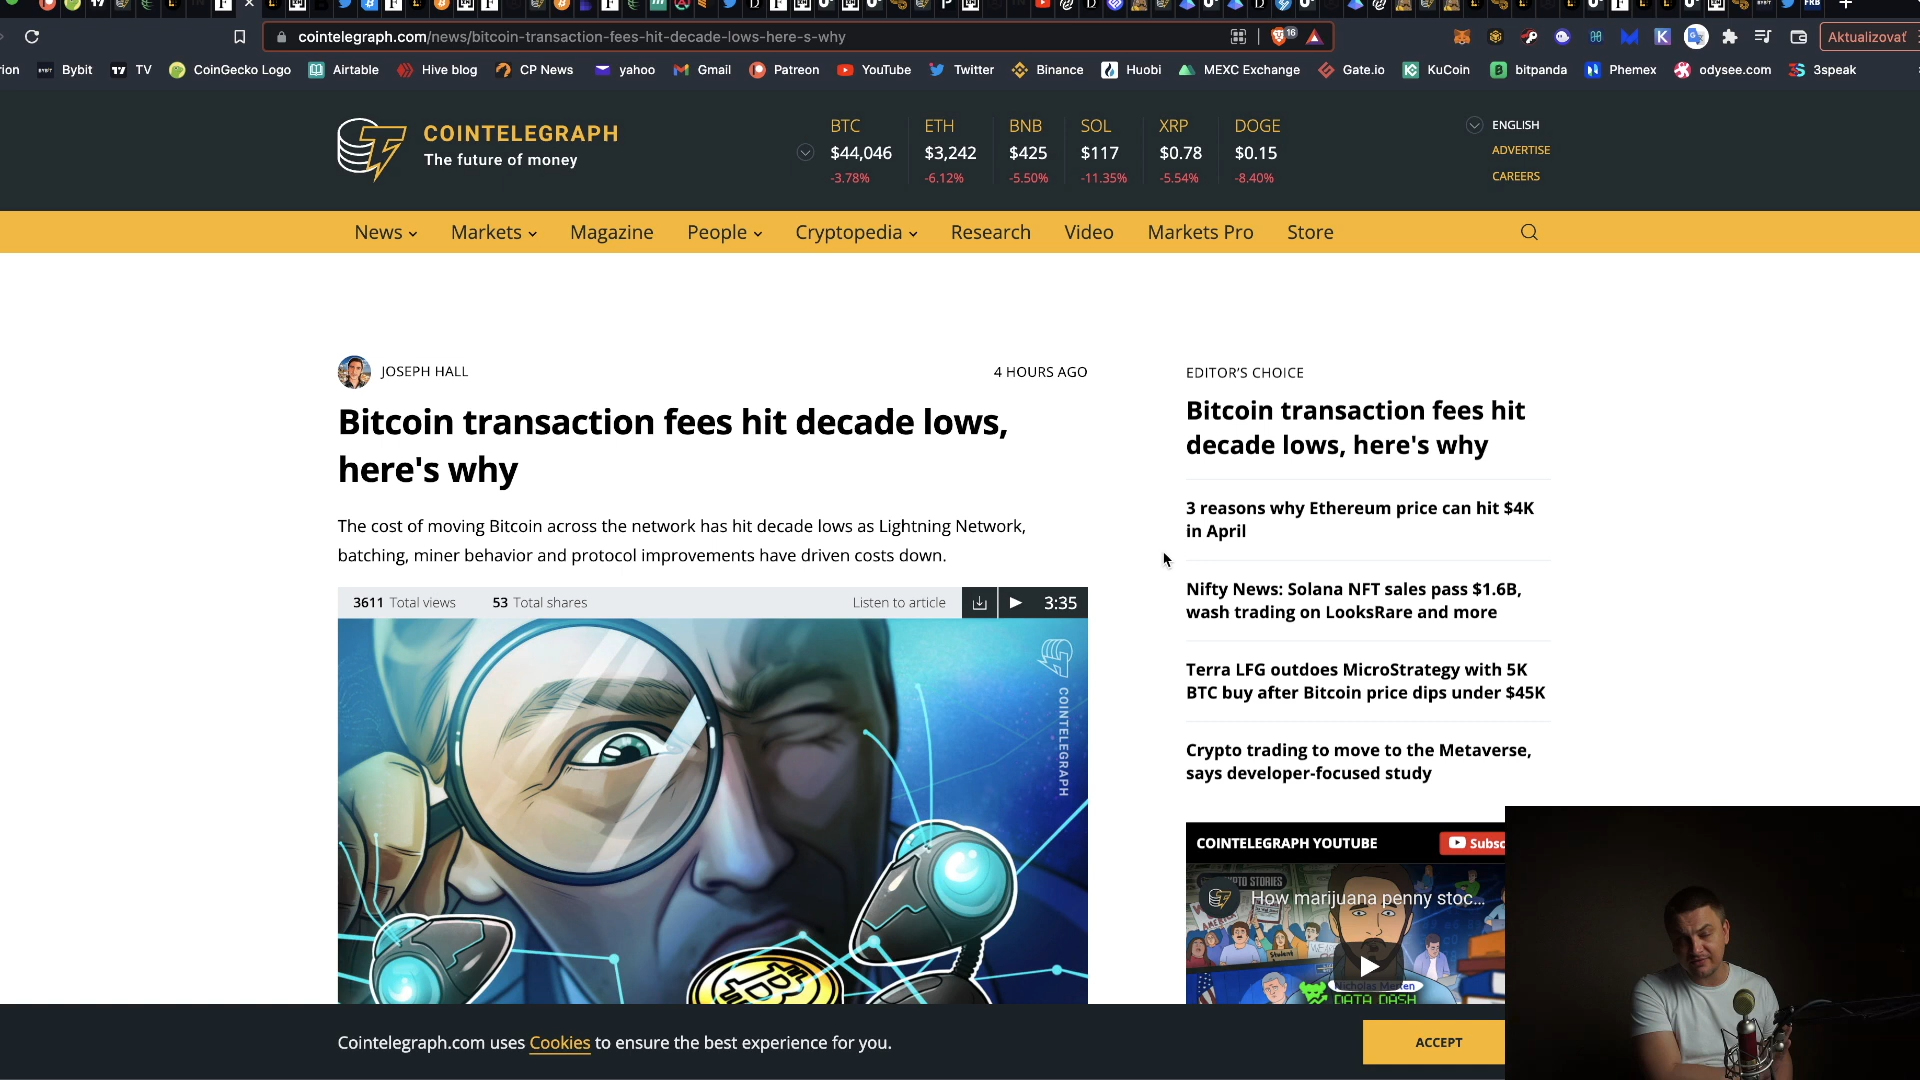 cointelegraph.com/news/bitcoin-transaction-fees-hit-decade-lows-here-s-why
16
Aktualizovať
ion
Bybit
TV
CoinGecko Logo
Airtable
Hive blog
CP News
yahoo
Gmail
Patreon
YouTube
Twitter
Binance
Huobi
MEXC Exchange
Gate.io
KuCoin
bitpanda
Phemex
odysee.com
3speak
COINTELEGRAPH
The future of money
BTC ETH BNB SOL XRP DOGE
$44,046 $3,242 $425 $117 $0.78 $0.15
-3.78% -6.12% -5.50% -11.35% -5.54% -8.40%
ENGLISH
ADVERTISE
CAREERS
News Markets Magazine People Cryptopedia Research Video Markets Pro Store
JOSEPH HALL
4 HOURS AGO
Bitcoin transaction fees hit decade lows,
here's why
The cost of moving Bitcoin across the network has hit decade lows as Lightning Network,
batching, miner behavior and protocol improvements have driven costs down.
3611 Total views 53 Total shares
Listen to article
3:35
COINTELEGRAPH
EDITOR'S CHOICE
Bitcoin transaction fees hit
decade lows, here's why
3 reasons why Ethereum price can hit $4K
in April
Nifty News: Solana NFT sales pass $1.6B,
wash trading on LooksRare and more
Terra LFG outdoes MicroStrategy with 5K
BTC buy after Bitcoin price dips under $45K
Crypto trading to move to the Metaverse,
says developer-focused study
COINTELEGRAPH YOUTUBE
Subsc
How marijuana penny stoc...
Nicholas Merten
DATA DASH
Cointelegraph.com uses Cookies to ensure the best experience for you.
ACCEPT